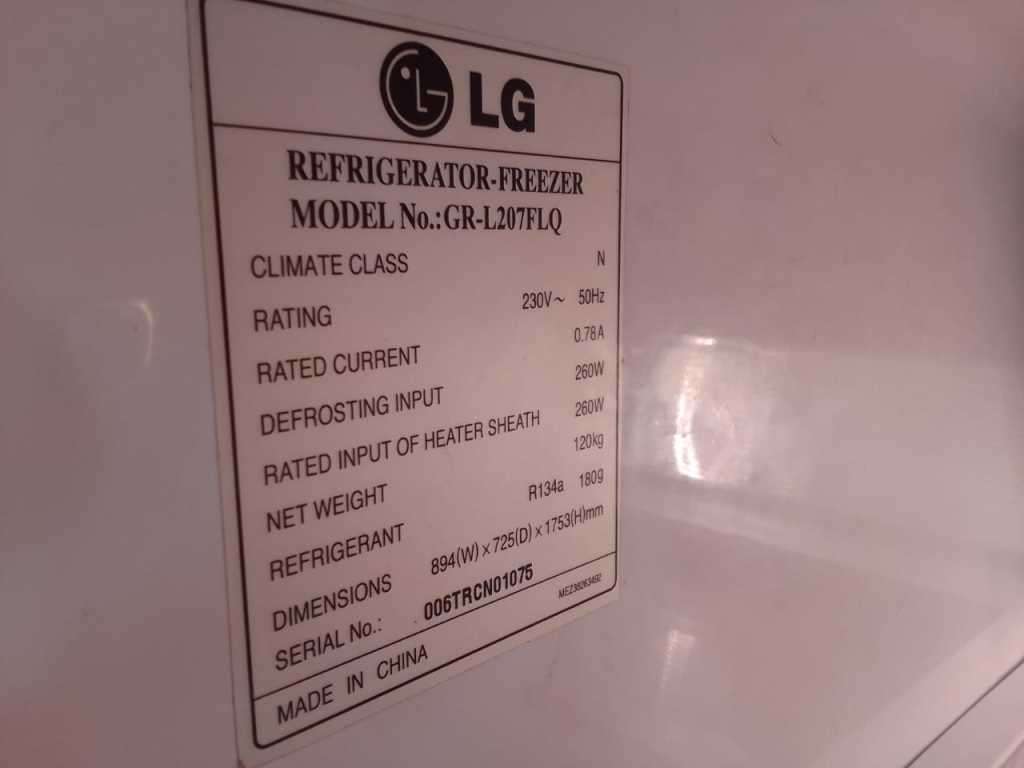 LG
REFRIGERATOR-FREEZER
MODEL No.:GR-L207FLQ
CLIMATE CLASS N
RATING 230V~ 50Hz
RATED CURRENT 0.78A
DEFROSTING INPUT 260W
RATED INPUT OF HEATER SHEATH 260W
NET WEIGHT 120kg
REFRIGERANT R134a 180g
DIMENSIONS 894(W) x 725(D) x 1753(H)mm
SERIAL No.: 006TRCN01075
MADE IN CHINA